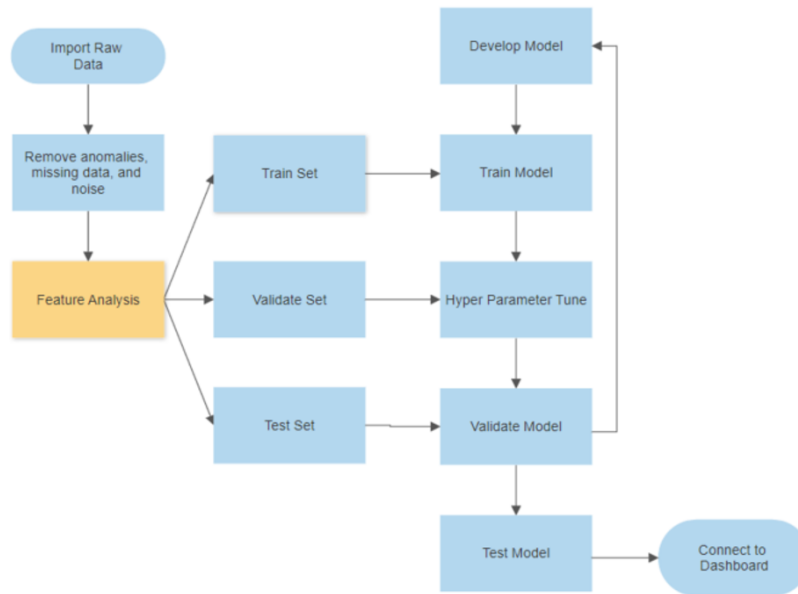 Import Raw
Data
Remove anomalies,
missing data, and
noise
Feature Analysis
Train Set
Validate Set
Test Set
Develop Model
Train Model
Hyper Parameter Tune
Validate Model
Test Model
Connect to
Dashboard